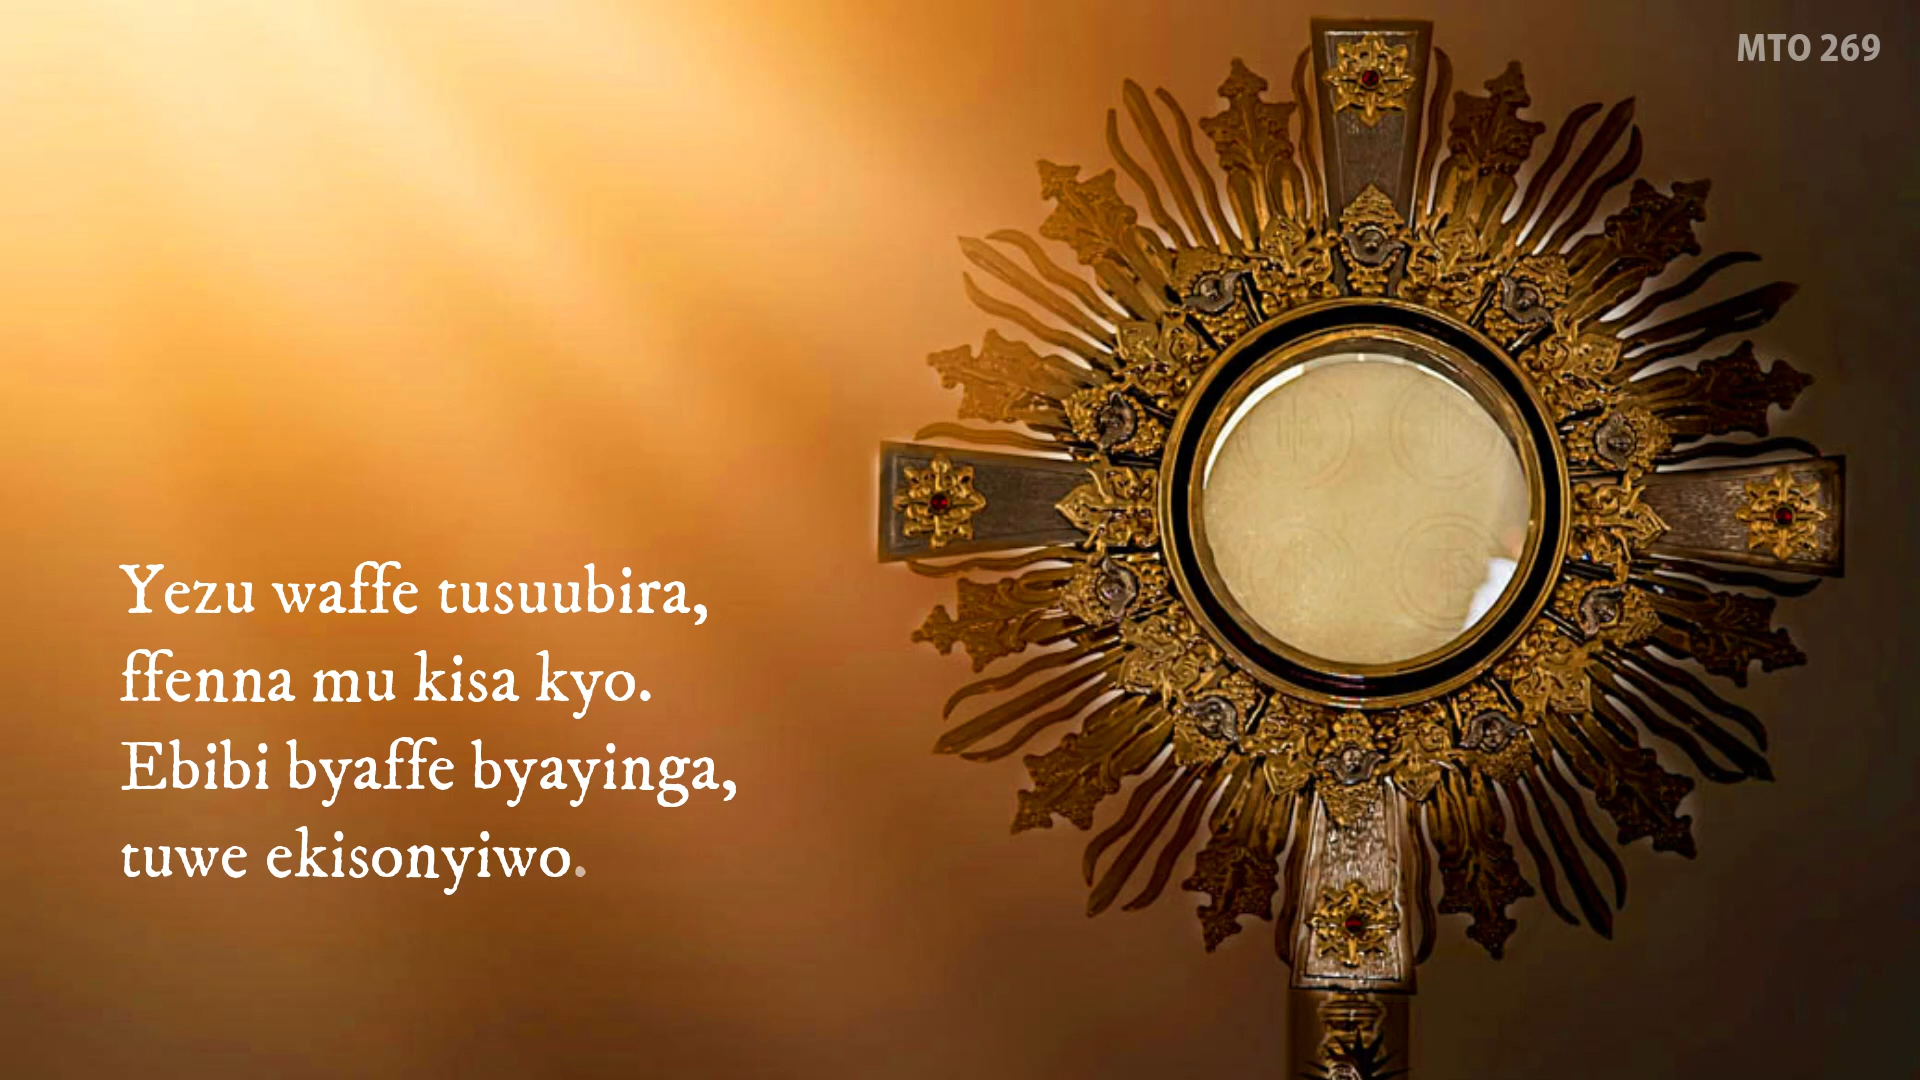 MTO 269
Yezu waffe tusuubira,
ffenna mu kisa kyo.
Ebibi byaffe byayinga,
tuwe ekisonyiwo.